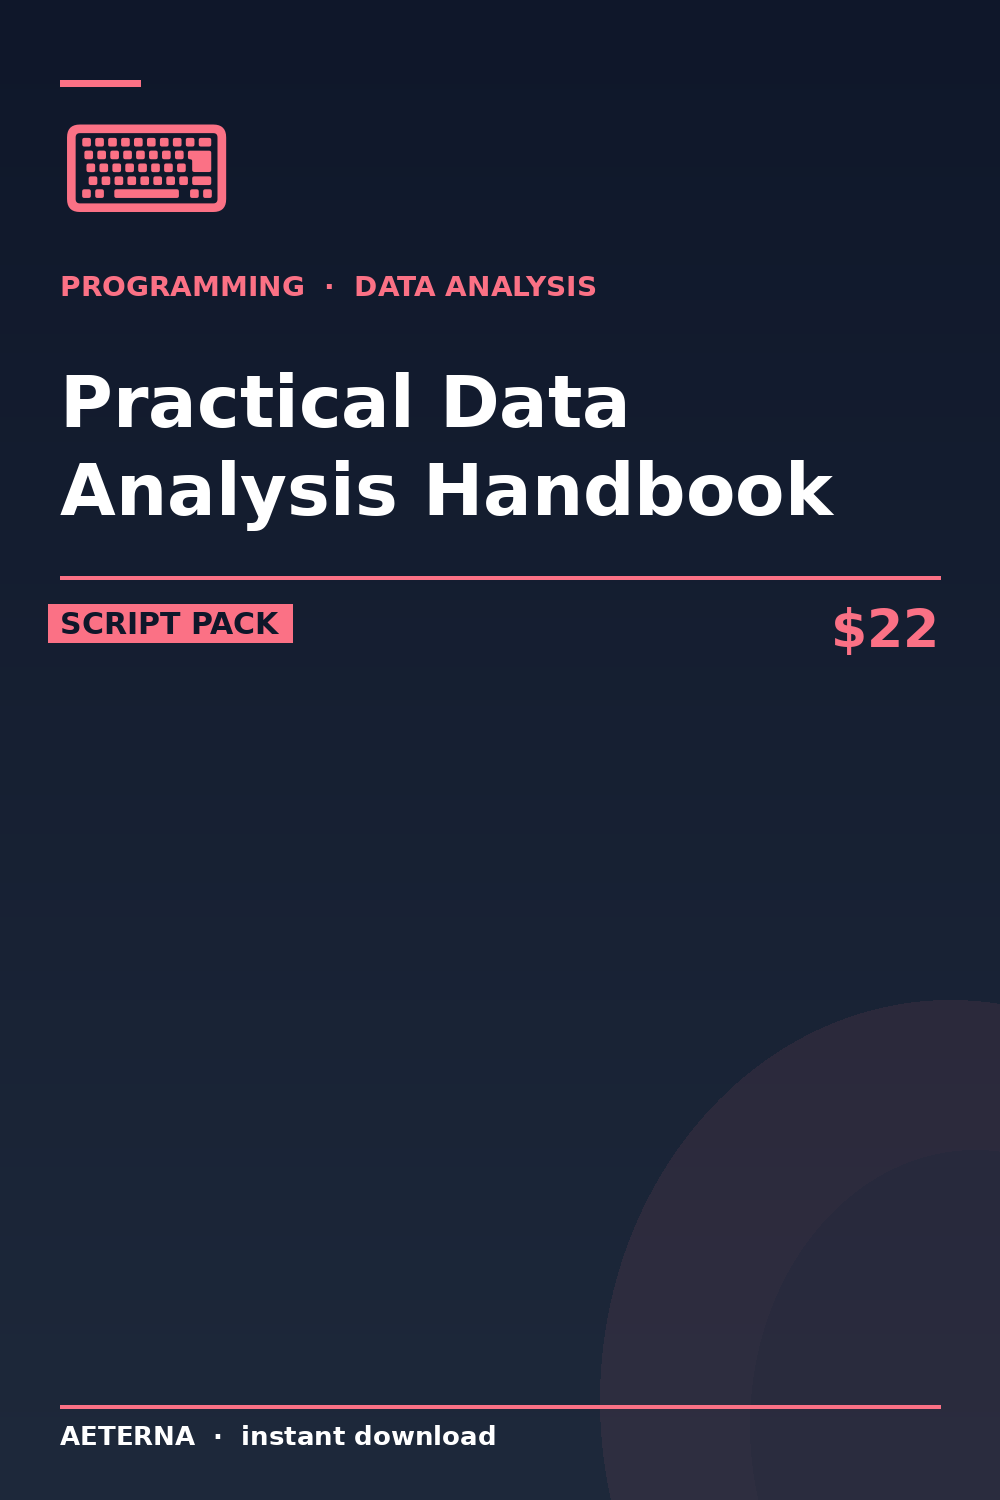 PROGRAMMING · DATA ANALYSIS
Practical Data
Analysis Handbook
SCRIPT PACK
$22
AETERNA · instant download